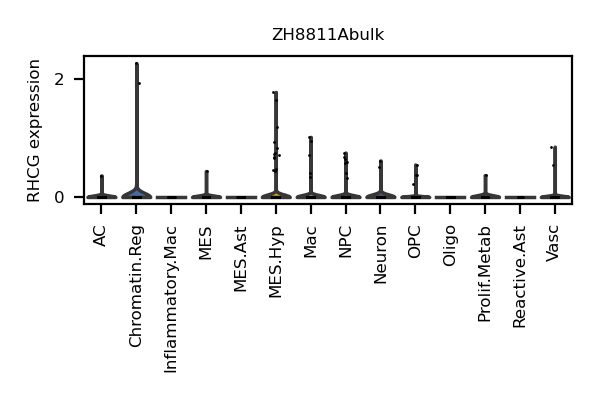 ZH8811Abulk
RHCG expression
2
0
AC
Chromatin.Reg
Inflammatory.Mac
MES
MES.Ast
MES.Hyp
Mac
NPC
Neuron
OPC
Oligo
Prolif.Metab
Reactive.Ast
Vasc